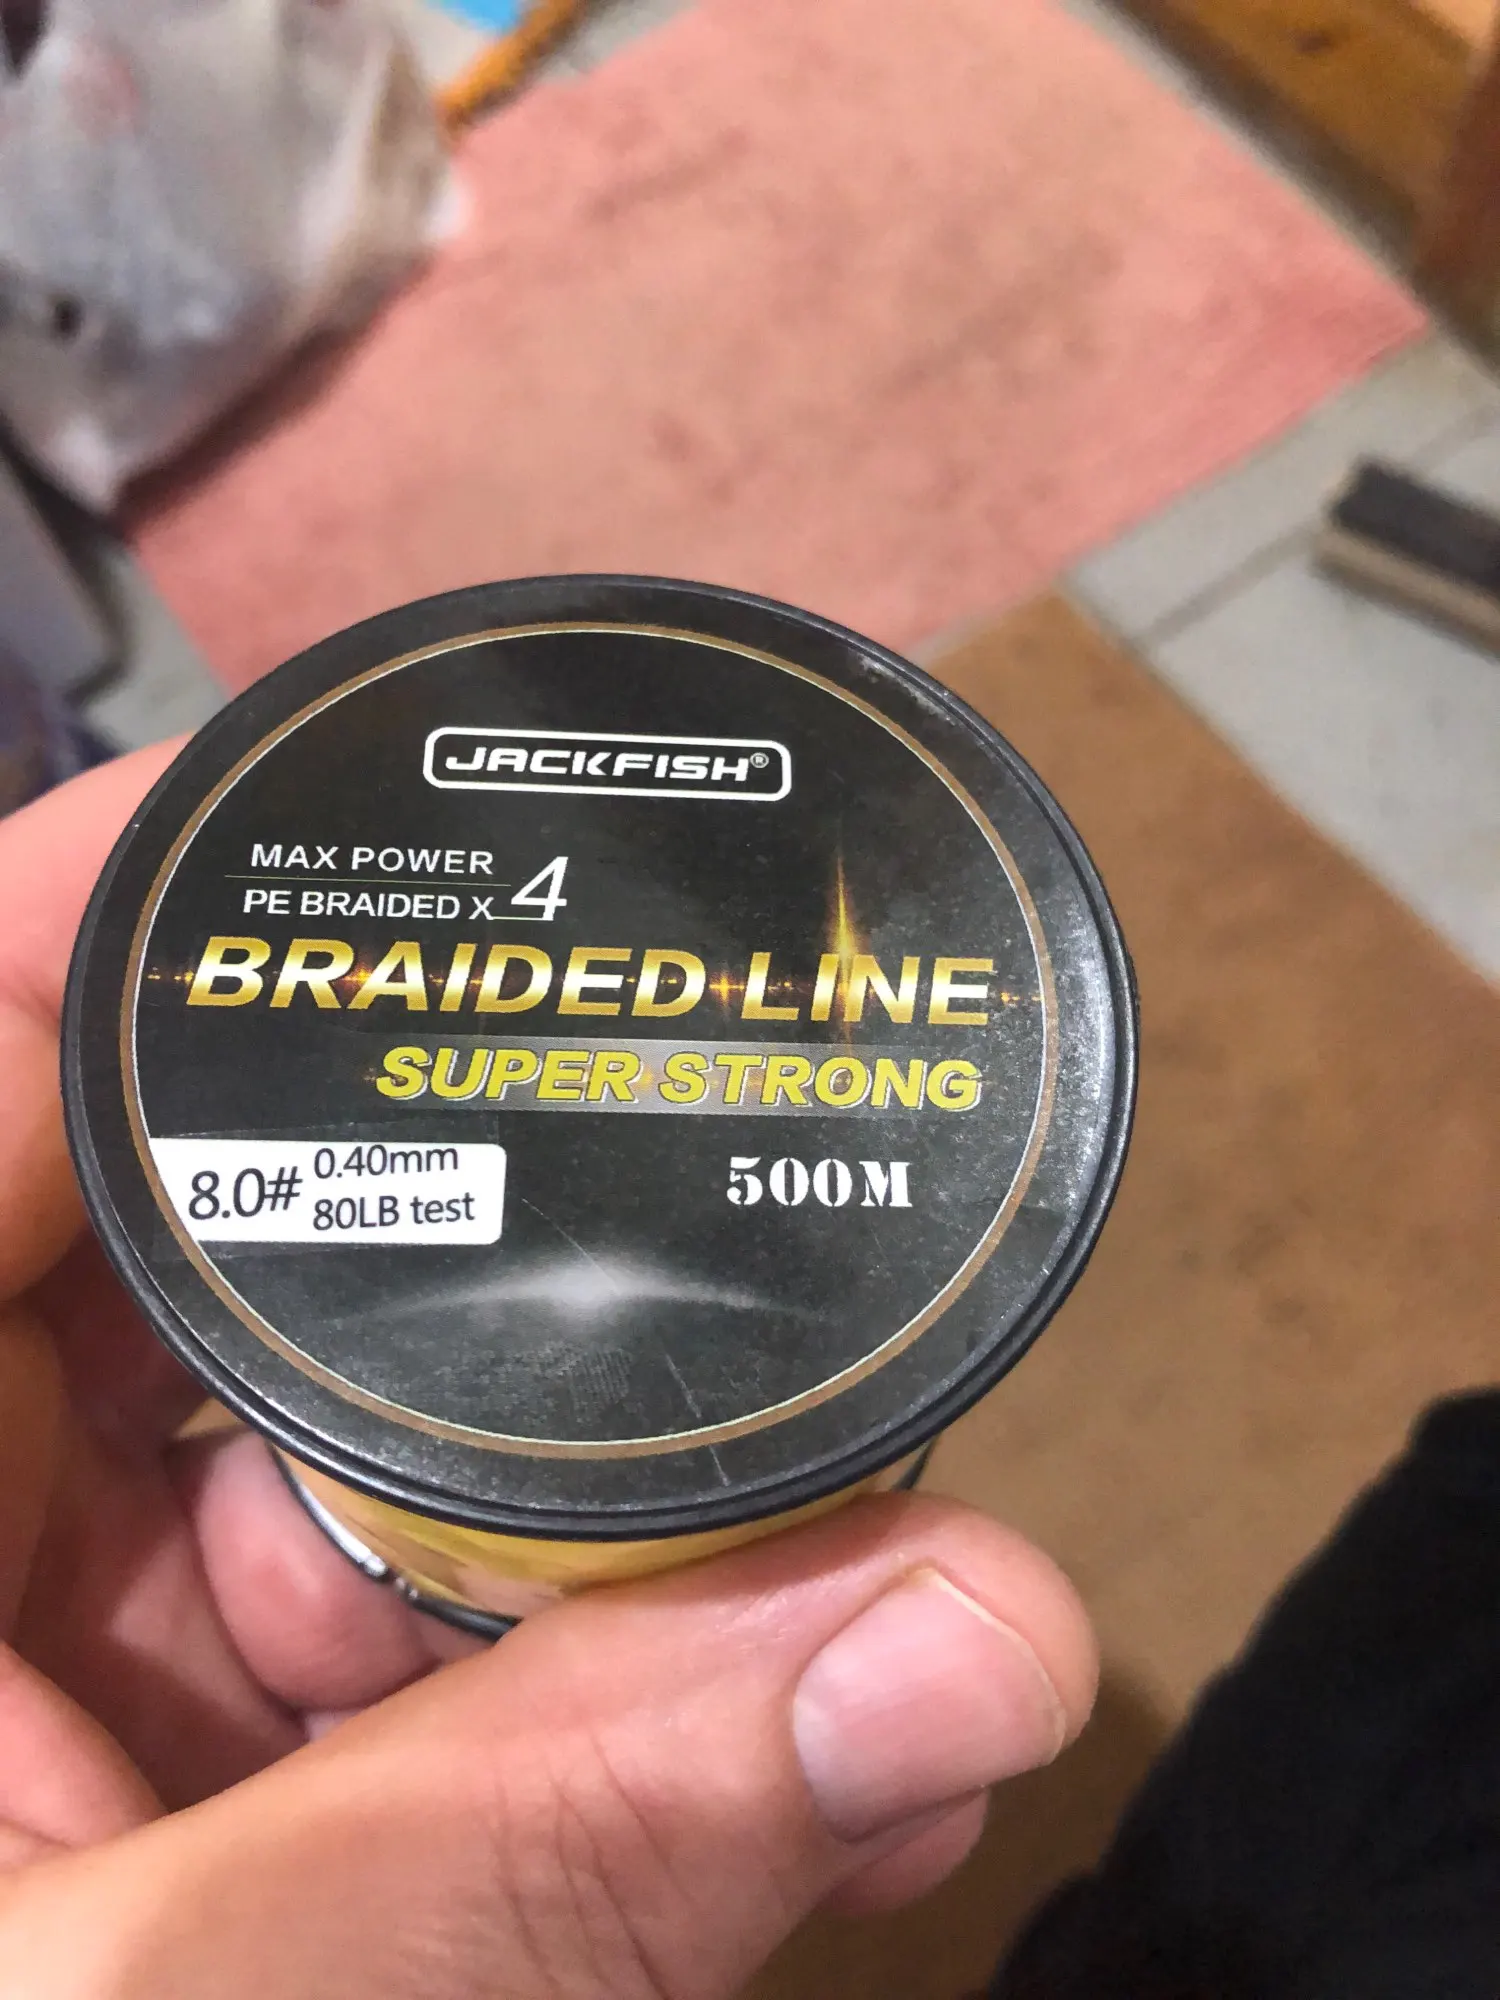 JACKFISH®
MAX POWER
PE BRAIDED X 4
BRAIDED LINE
SUPER STRONG
8.0# 0.40mm
80LB test
500M